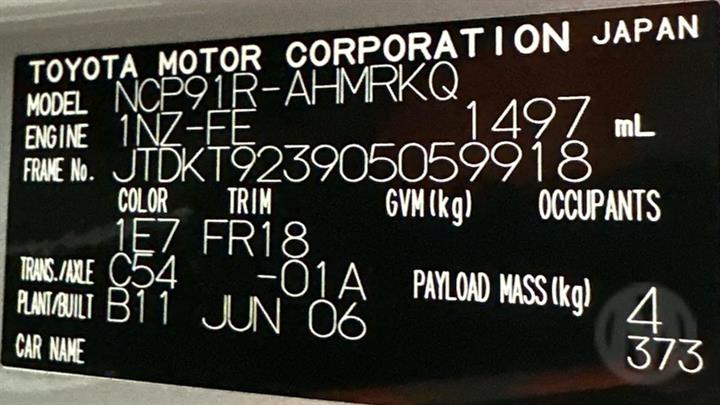 TOYOTA MOTOR CORPORATION JAPAN
MODEL NCP91R-AHMRKQ
ENGINE 1NZ-FE 1497 mL
FRAME No. JTDKT923905059918
COLOR TRIM GVM(kg) OCCUPANTS
1E7 FR18
TRANS./AXLE C54 -01A PAYLOAD MASS(kg) 4
PLANT/BUILT B11 JUN 06 373
CAR NAME